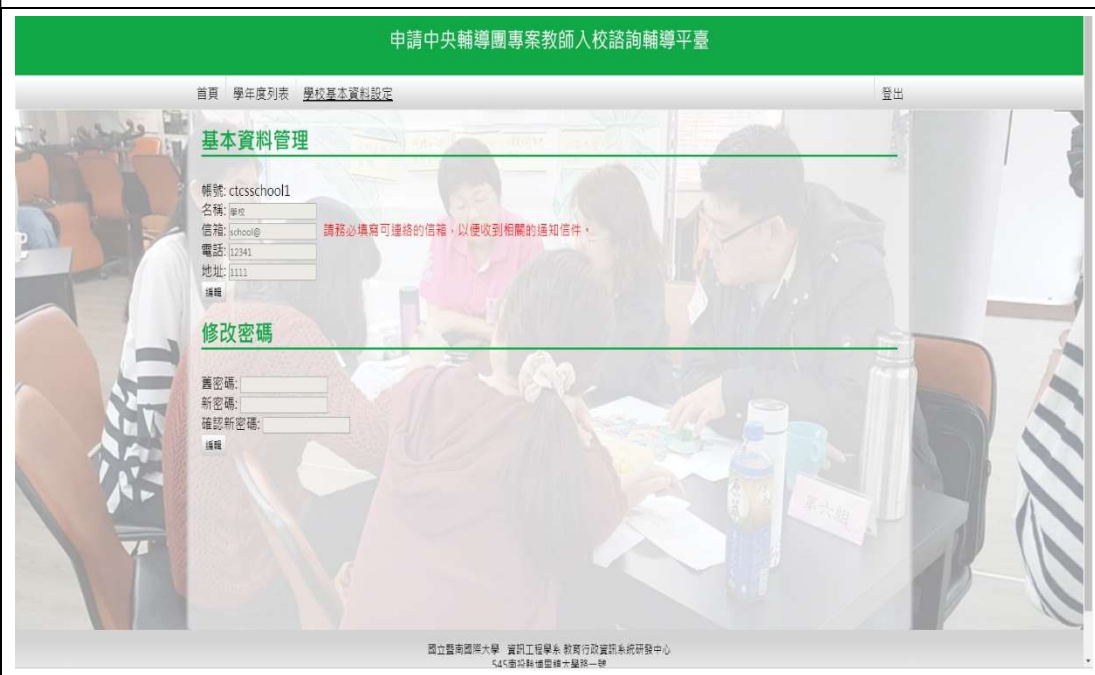 申請中央輔導團專案教師入校諮詢輔導平臺
首頁 學年度列表 學校基本資料設定 登出
基本資料管理
帳號: ctcsschool1
名稱: 學校
信箱: school@ 請務必填寫可連絡的信箱，以便收到相關的通知信件。
電話: 12341
地址: 1111
編輯
修改密碼
舊密碼:
新密碼:
確認新密碼:
編輯
第六組
國立暨南國際大學 資訊工程學系 教育行政資訊系統研發中心
545南投縣埔里鎮大學路一號